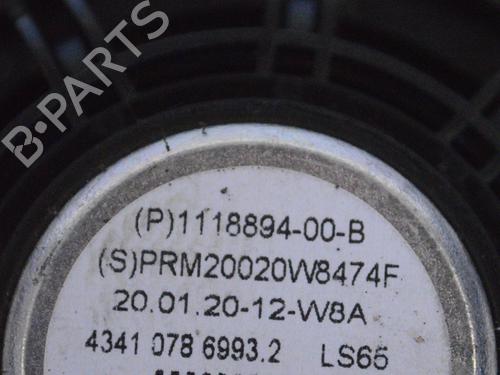 B·PARTS
(P)1118894-00-B
(S)PRM20020W8474F
20.01.20-12-W8A
4341 078 6993.2 LS65